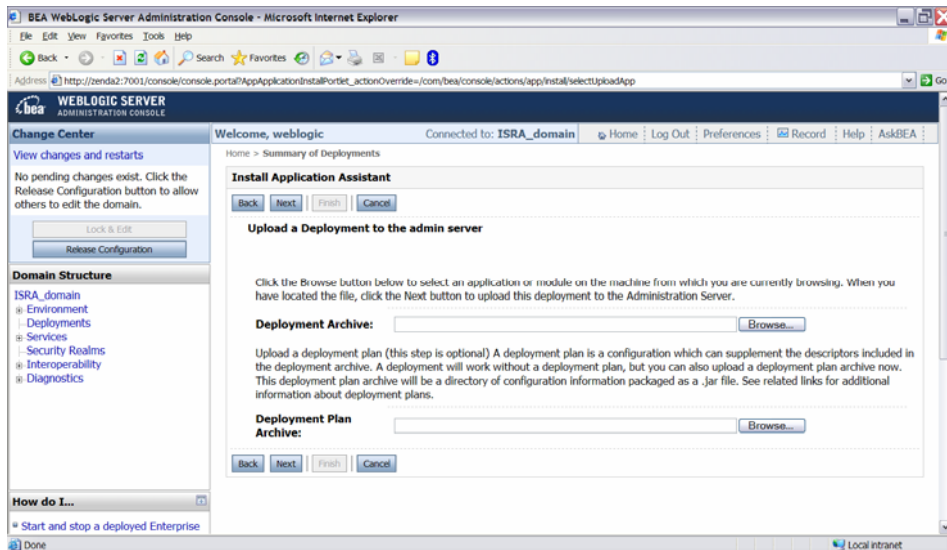 BEA WebLogic Server Administration Console - Microsoft Internet Explorer
File Edit View Favorites Tools Help
Back Search Favorites
Address http://zenda2:7001/console/console.portal?AppApplicationInstallPortlet_actionOverride=/com/bea/console/actions/app/install/selectUploadApp Go
bea WEBLOGIC SERVER
ADMINISTRATION CONSOLE
Change Center
View changes and restarts
No pending changes exist. Click the
Release Configuration button to allow
others to edit the domain.
Lock & Edit
Release Configuration
Domain Structure
ISRA_domain
Environment
Deployments
Services
Security Realms
Interoperability
Diagnostics
How do I...
Start and stop a deployed Enterprise
Welcome, weblogic Connected to: ISRA_domain Home Log Out Preferences Record Help AskBEA
Home > Summary of Deployments
Install Application Assistant
Back Next Finish Cancel
Upload a Deployment to the admin server
Click the Browse button below to select an application or module on the machine from which you are currently browsing. When you
have located the file, click the Next button to upload this deployment to the Administration Server.
Deployment Archive: Browse...
Upload a deployment plan (this step is optional) A deployment plan is a configuration which can supplement the descriptors included in
the deployment archive. A deployment will work without a deployment plan, but you can also upload a deployment plan archive now.
This deployment plan archive will be a directory of configuration information packaged as a .jar file. See related links for additional
information about deployment plans.
Deployment Plan
Archive: Browse...
Back Next Finish Cancel
Done Local intranet